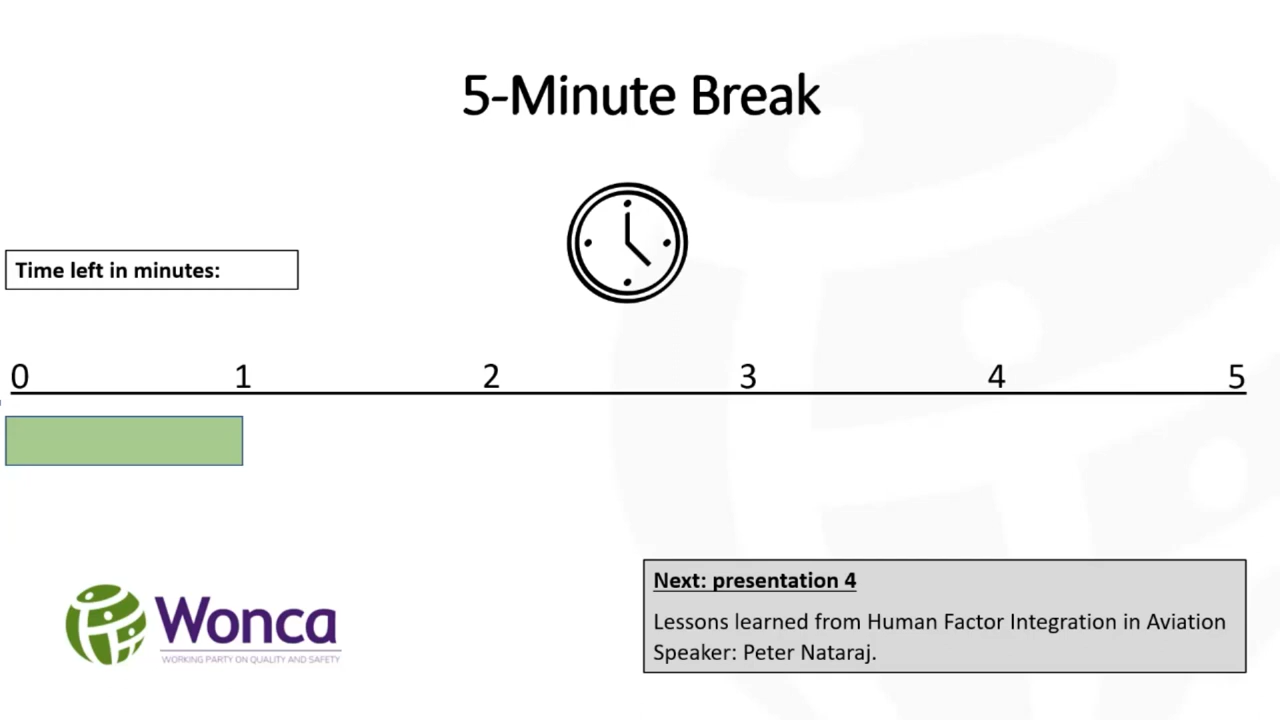 5-Minute Break
Time left in minutes:
0 1 2 3 4 5
Wonca
WORKING PARTY ON QUALITY AND SAFETY
Next: presentation 4
Lessons learned from Human Factor Integration in Aviation
Speaker: Peter Nataraj.